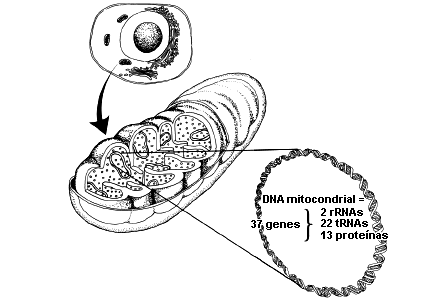 DNA mitocondrial =
2 rRNAs
37 genes } 22 tRNAs
13 proteínas